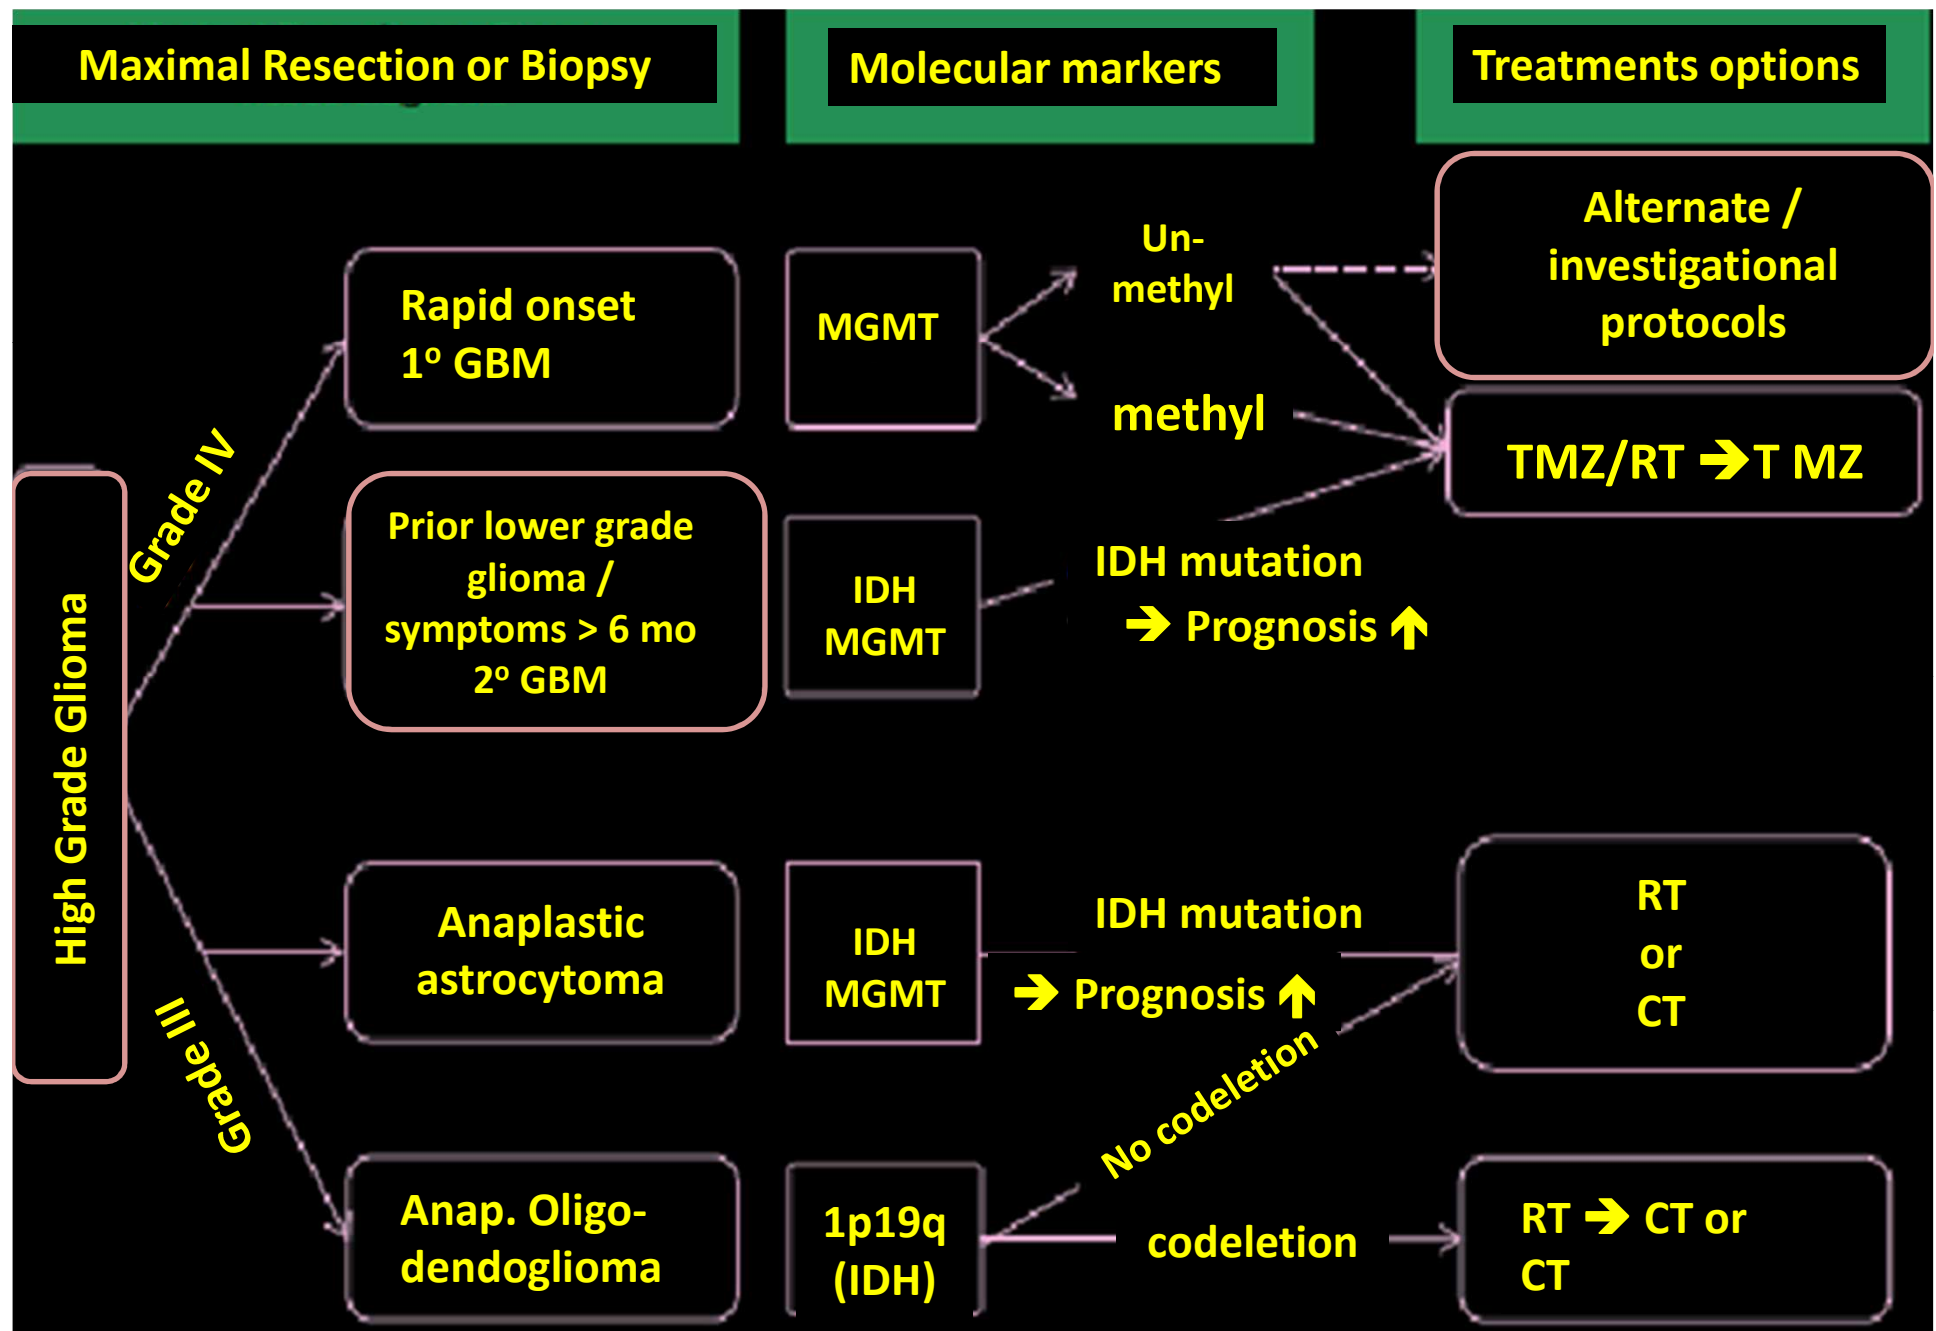 Maximal Resection or Biopsy
Molecular markers
Treatments options
High Grade Glioma
Grade IV
Rapid onset
1º GBM
MGMT
Un-
methyl
methyl
Alternate /
investigational
protocols
TMZ/RT ➔T MZ
Prior lower grade
glioma /
symptoms > 6 mo
2º GBM
IDH
MGMT
IDH mutation
➔ Prognosis ↑
Grade III
Anaplastic
astrocytoma
IDH
MGMT
IDH mutation
➔ Prognosis ↑
RT
or
CT
Anap. Oligo-
dendoglioma
1p19q
(IDH)
No codeletion
codeletion
RT ➔ CT or
CT